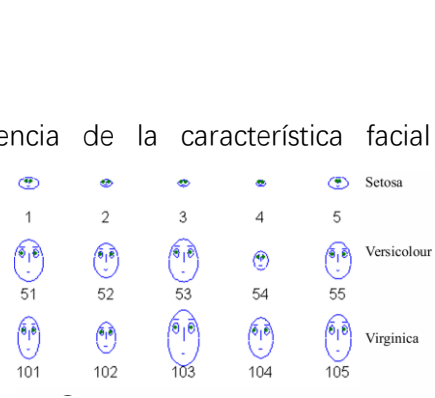 de la característica facial
Setosa
1 2 3 4 5
Versicolour
51 52 53 54 55
Virginica
101 102 103 104 105